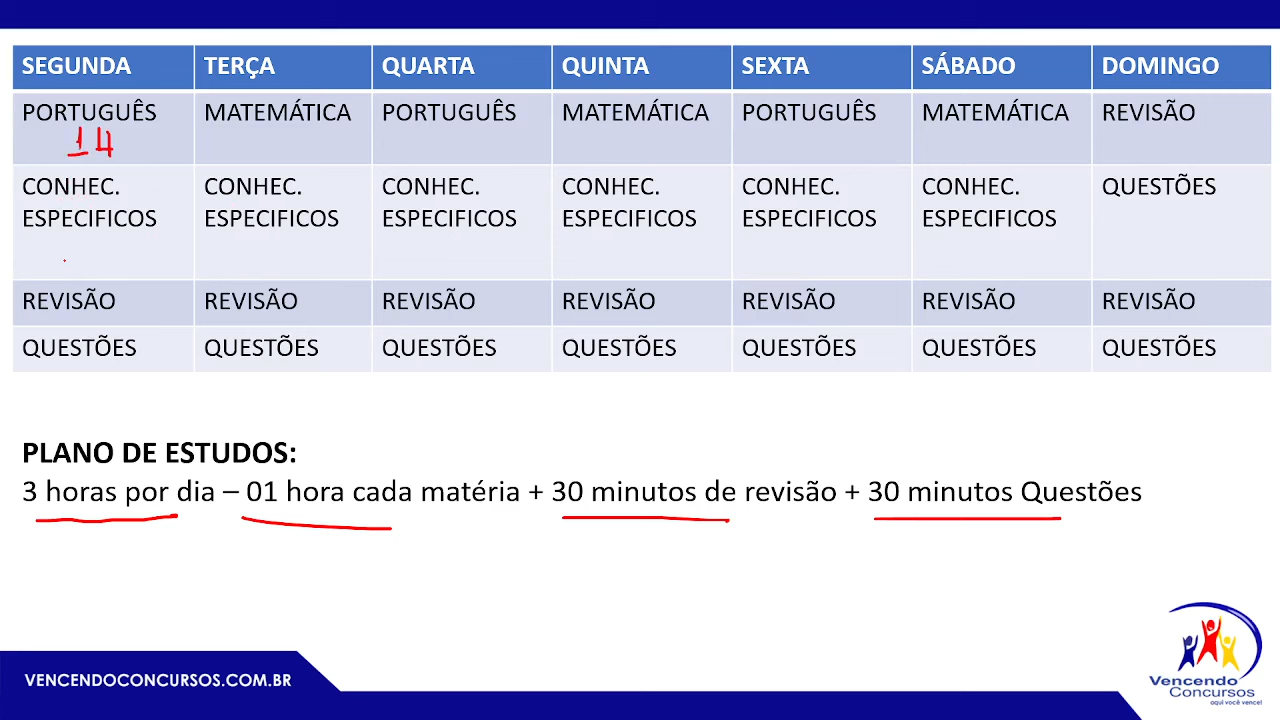 SEGUNDA TERÇA QUARTA QUINTA SEXTA SÁBADO DOMINGO
PORTUGUÊS MATEMÁTICA PORTUGUÊS MATEMÁTICA PORTUGUÊS MATEMÁTICA REVISÃO
14
CONHEC. CONHEC. CONHEC. CONHEC. CONHEC. CONHEC. QUESTÕES
ESPECIFICOS ESPECIFICOS ESPECIFICOS ESPECIFICOS ESPECIFICOS ESPECIFICOS
REVISÃO REVISÃO REVISÃO REVISÃO REVISÃO REVISÃO REVISÃO
QUESTÕES QUESTÕES QUESTÕES QUESTÕES QUESTÕES QUESTÕES QUESTÕES
PLANO DE ESTUDOS:
3 horas por dia – 01 hora cada matéria + 30 minutos de revisão + 30 minutos Questões
VENCENDOCONCURSOS.COM.BR
Vencendo
Concursos
aqui você vence!